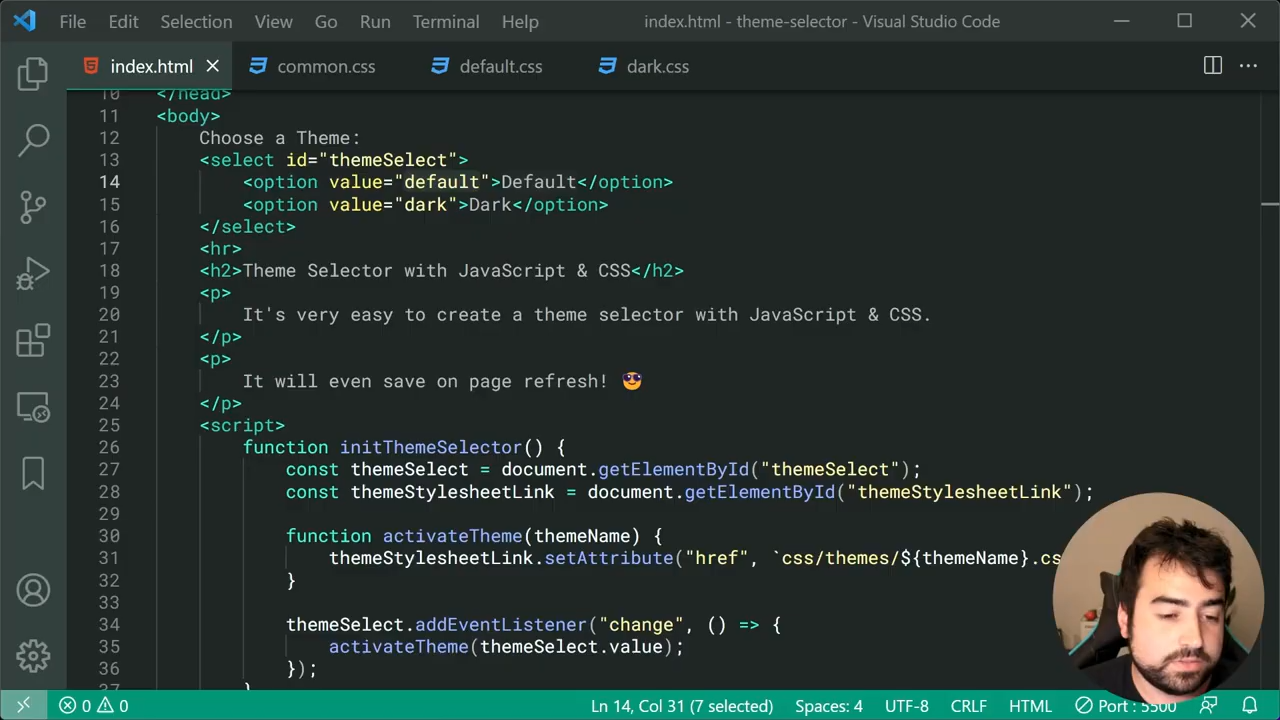 File Edit Selection View Go Run Terminal Help index.html - theme-selector - Visual Studio Code
index.html common.css default.css dark.css
10 </head>
11 <body>
12 Choose a Theme:
13 <select id="themeSelect">
14 <option value="default">Default</option>
15 <option value="dark">Dark</option>
16 </select>
17 <hr>
18 <h2>Theme Selector with JavaScript & CSS</h2>
19 <p>
20 It's very easy to create a theme selector with JavaScript & CSS.
21 </p>
22 <p>
23 It will even save on page refresh! 😎
24 </p>
25 <script>
26 function initThemeSelector() {
27 const themeSelect = document.getElementById("themeSelect");
28 const themeStylesheetLink = document.getElementById("themeStylesheetLink");
29
30 function activateTheme(themeName) {
31 themeStylesheetLink.setAttribute("href", `css/themes/${themeName}.cs
32 }
33
34 themeSelect.addEventListener("change", () => {
35 activateTheme(themeSelect.value);
36 });
37 }
0 0 Ln 14, Col 31 (7 selected) Spaces: 4 UTF-8 CRLF HTML Port : 5500